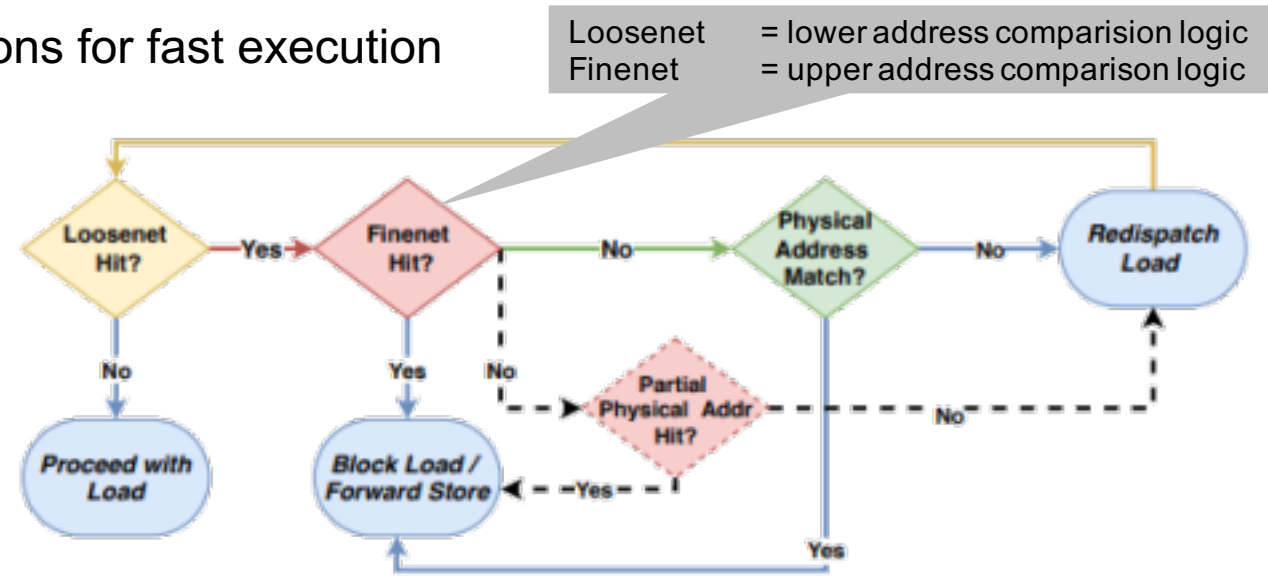 ons for fast execution
Loosenet = lower address comparision logic
Finenet = upper address comparison logic
Loosenet
Hit?
Yes
Finenet
Hit?
No
Physical
Address
Match?
No
Redispatch
Load
No
Yes
No
Partial
Physical Addr
Hit?
No
Proceed with
Load
Block Load /
Forward Store
Yes
Yes